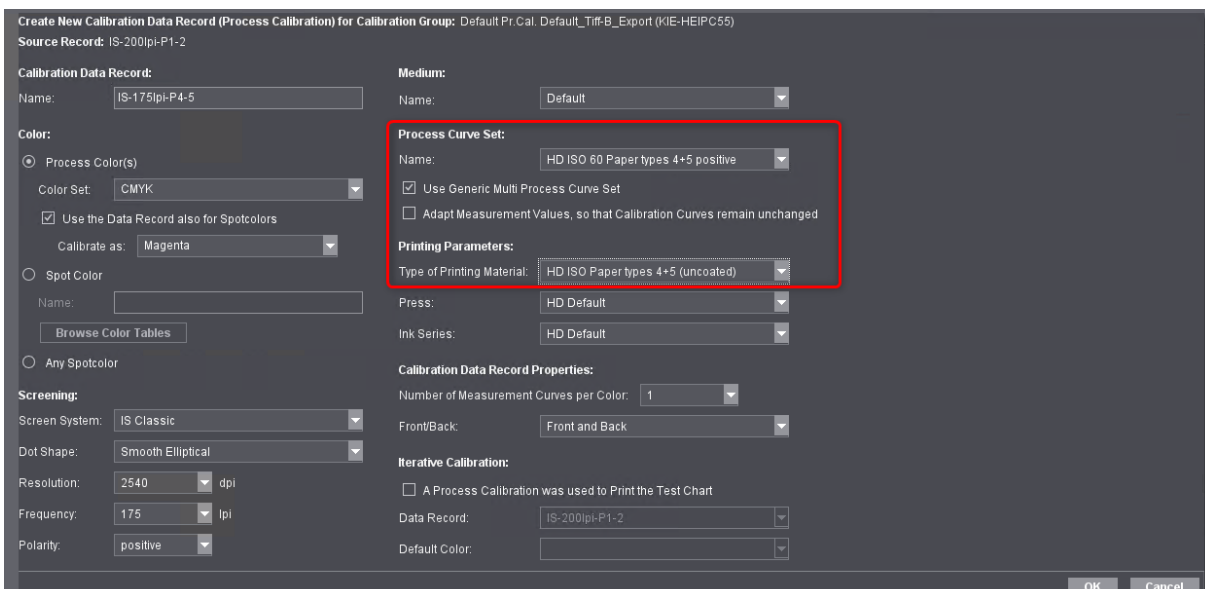 Create New Calibration Data Record (Process Calibration) for Calibration Group: Default Pr.Cal. Default_Tiff-B_Export (KIE-HEIPC55)
Source Record: IS-200lpi-P1-2
Calibration Data Record:
Name: IS-175lpi-P4-5
Color:
Process Color(s)
Color Set: CMYK
Use the Data Record also for Spotcolors
Calibrate as: Magenta
Spot Color
Name:
Browse Color Tables
Any Spotcolor
Screening:
Screen System: IS Classic
Dot Shape: Smooth Elliptical
Resolution: 2540 dpi
Frequency: 175 lpi
Polarity: positive
Medium:
Name: Default
Process Curve Set:
Name: HD ISO 60 Paper types 4+5 positive
Use Generic Multi Process Curve Set
Adapt Measurement Values, so that Calibration Curves remain unchanged
Printing Parameters:
Type of Printing Material: HD ISO Paper types 4+5 (uncoated)
Press: HD Default
Ink Series: HD Default
Calibration Data Record Properties:
Number of Measurement Curves per Color: 1
Front/Back: Front and Back
Iterative Calibration:
A Process Calibration was used to Print the Test Chart
Data Record: IS-200lpi-P1-2
Default Color:
OK Cancel